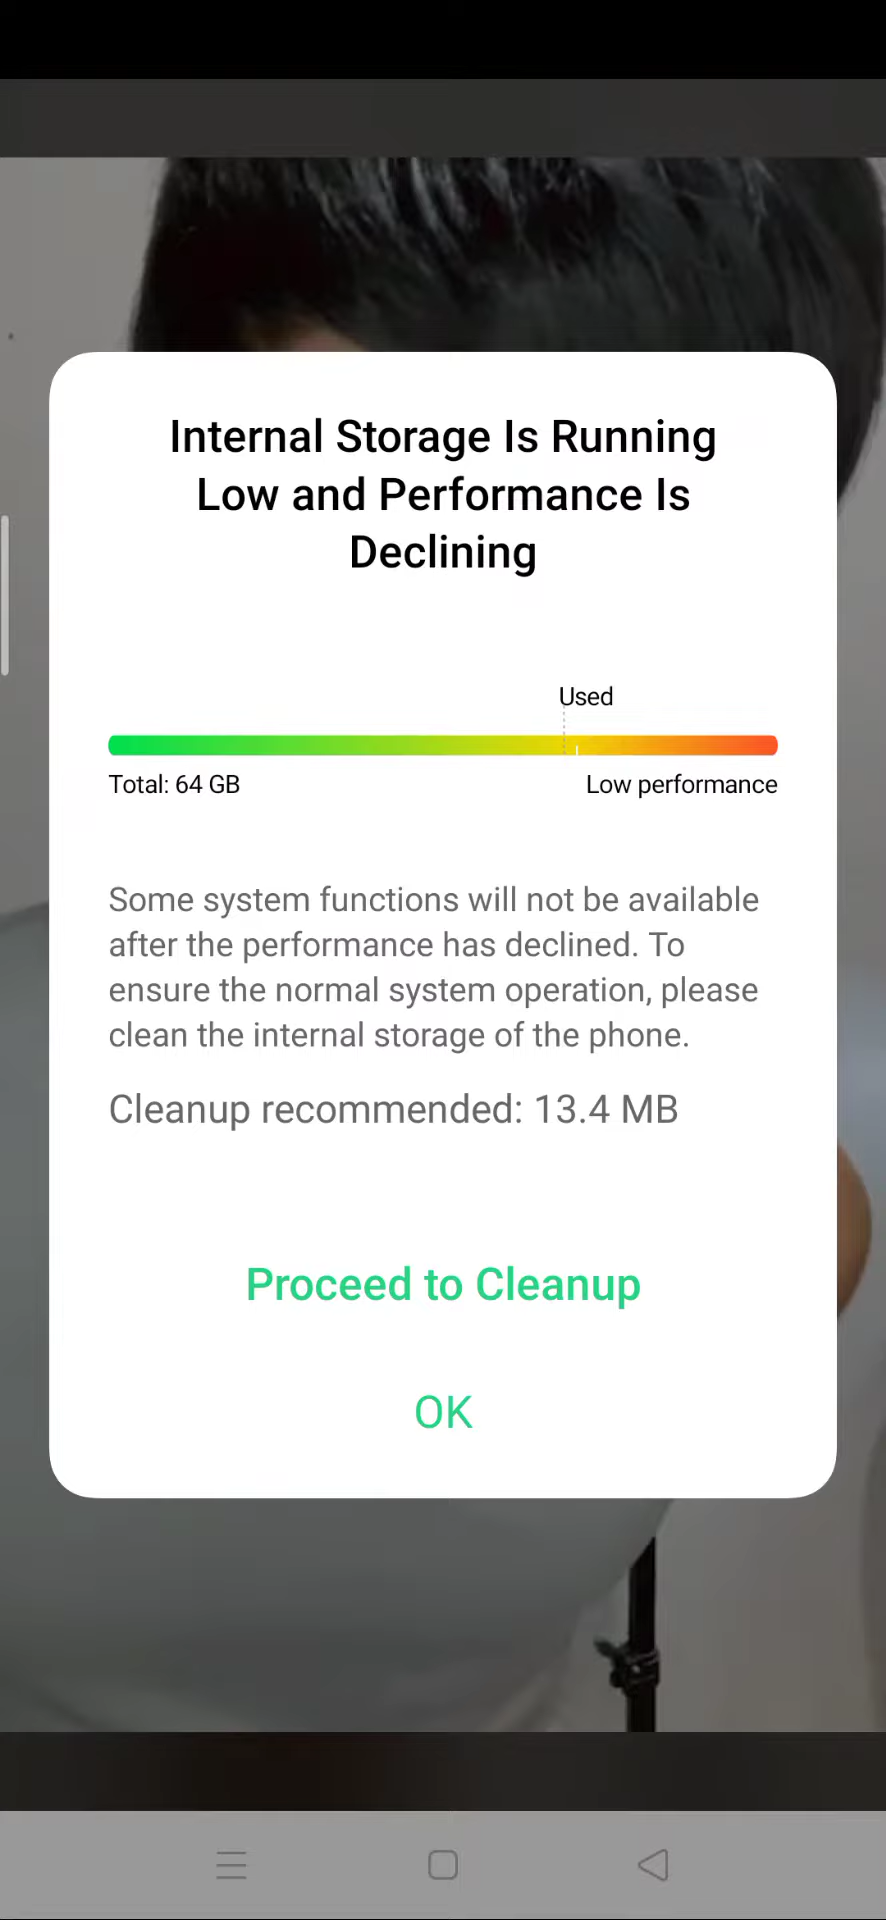 Internal Storage Is Running
Low and Performance Is
Declining
Used
Total: 64 GB
Low performance
Some system functions will not be available
after the performance has declined. To
ensure the normal system operation, please
clean the internal storage of the phone.
Cleanup recommended: 13.4 MB
Proceed to Cleanup
OK